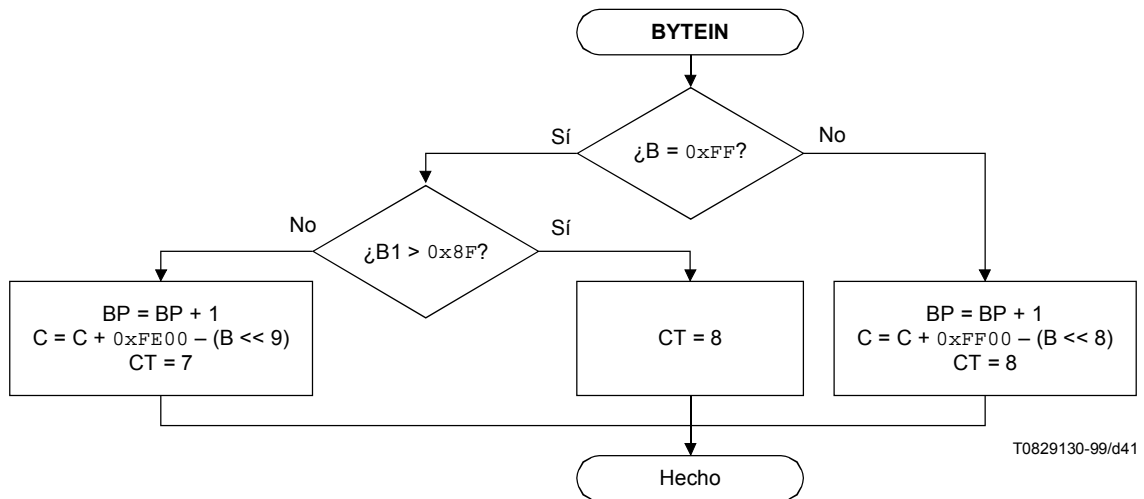 BYTEIN
Sí
¿B = 0xFF?
No
No
¿B1 > 0x8F?
Sí
BP = BP + 1
C = C + 0xFE00 – (B << 9)
CT = 7
CT = 8
BP = BP + 1
C = C + 0xFF00 – (B << 8)
CT = 8
T0829130-99/d41
Hecho